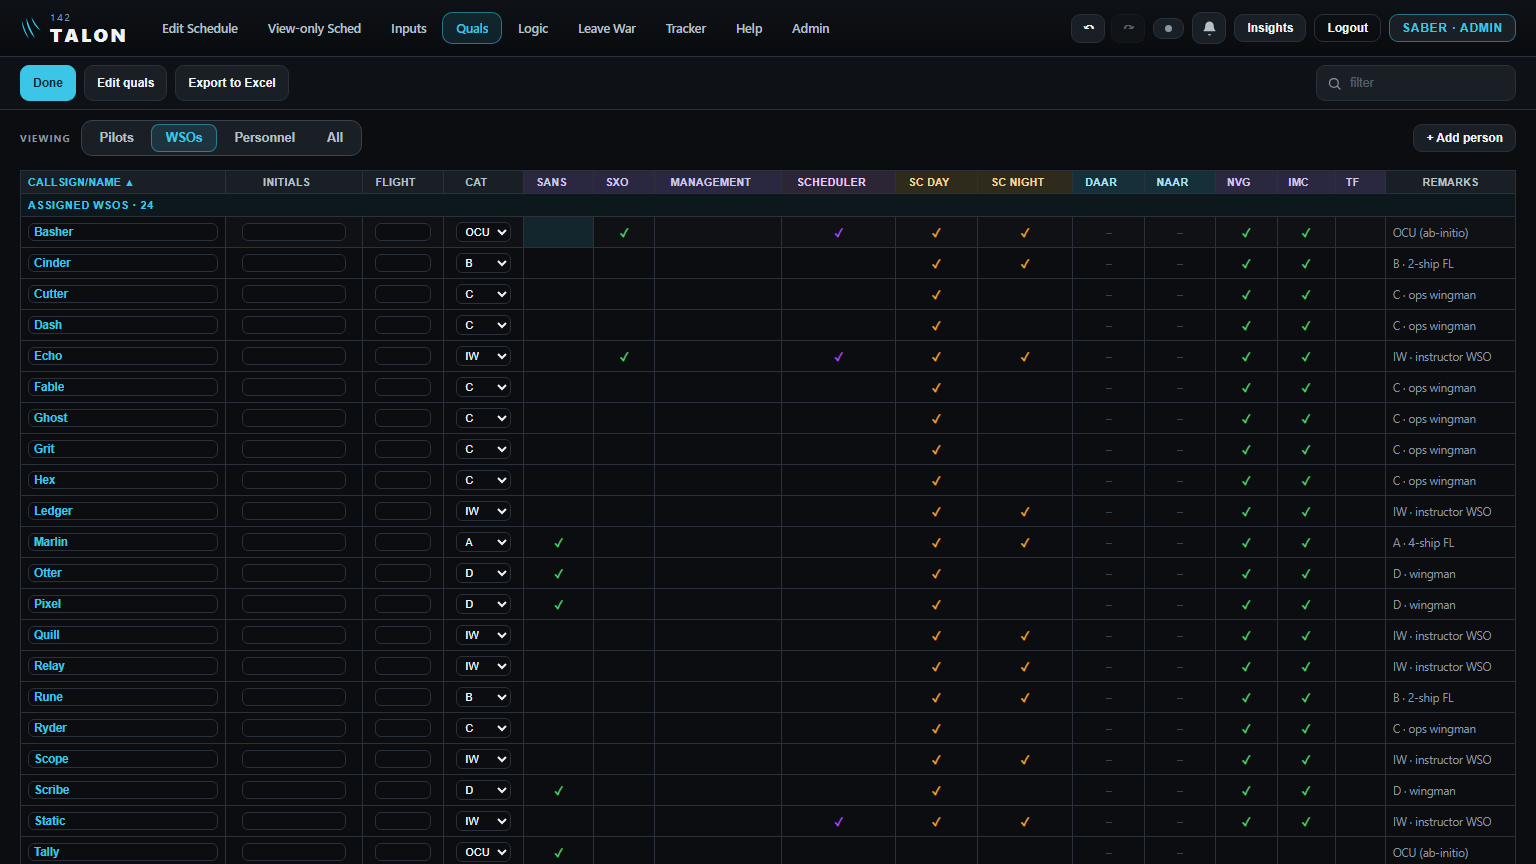 142
TALON
Edit Schedule View-only Sched Inputs Quals Logic Leave War Tracker Help Admin
Insights Logout SABER · ADMIN
Done Edit quals Export to Excel filter
VIEWING Pilots WSOs Personnel All + Add person
CALLSIGN/NAME ▲ INITIALS FLIGHT CAT SANS SXO MANAGEMENT SCHEDULER SC DAY SC NIGHT DAAR NAAR NVG IMC TF REMARKS
ASSIGNED WSOS · 24
Basher OCU ✓ ✓ ✓ ✓ – – ✓ ✓ OCU (ab-initio)
Cinder B ✓ ✓ – – ✓ ✓ B · 2-ship FL
Cutter C ✓ – – ✓ ✓ C · ops wingman
Dash C ✓ – – ✓ ✓ C · ops wingman
Echo IW ✓ ✓ ✓ ✓ – – ✓ ✓ IW · instructor WSO
Fable C ✓ – – ✓ ✓ C · ops wingman
Ghost C ✓ – – ✓ ✓ C · ops wingman
Grit C ✓ – – ✓ ✓ C · ops wingman
Hex C ✓ – – ✓ ✓ C · ops wingman
Ledger IW ✓ ✓ – – ✓ ✓ IW · instructor WSO
Marlin A ✓ ✓ ✓ – – ✓ ✓ A · 4-ship FL
Otter D ✓ ✓ – – ✓ ✓ D · wingman
Pixel D ✓ ✓ – – ✓ ✓ D · wingman
Quill IW ✓ ✓ – – ✓ ✓ IW · instructor WSO
Relay IW ✓ ✓ – – ✓ ✓ IW · instructor WSO
Rune B ✓ ✓ – – ✓ ✓ B · 2-ship FL
Ryder C ✓ – – ✓ ✓ C · ops wingman
Scope IW ✓ ✓ – – ✓ ✓ IW · instructor WSO
Scribe D ✓ ✓ – – ✓ ✓ D · wingman
Static IW ✓ ✓ ✓ – – ✓ ✓ IW · instructor WSO
Tally OCU ✓ – – OCU (ab-initio)